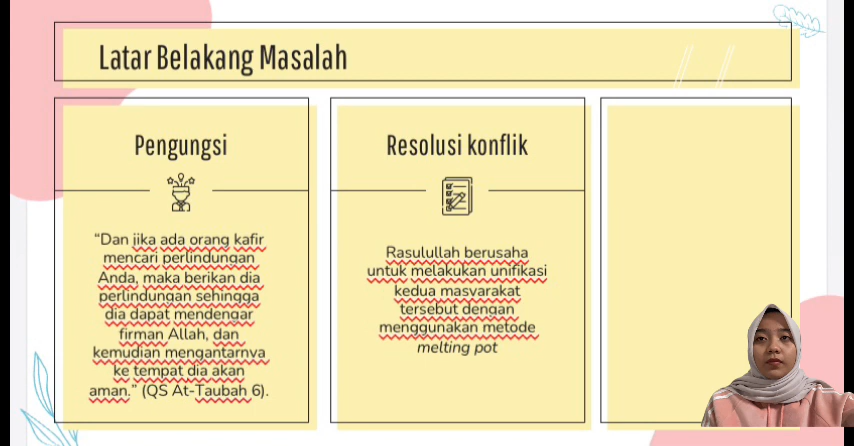 Latar Belakang Masalah
Pengungsi
“Dan jika ada orang kafir
mencari perlindungan
Anda, maka berikan dia
perlindungan sehingga
dia dapat mendengar
firman Allah, dan
kemudian mengantarnya
ke tempat dia akan
aman.” (QS At-Taubah 6).
Resolusi konflik
Rasulullah berusaha
untuk melakukan unifikasi
kedua masyarakat
tersebut dengan
menggunakan metode
melting pot